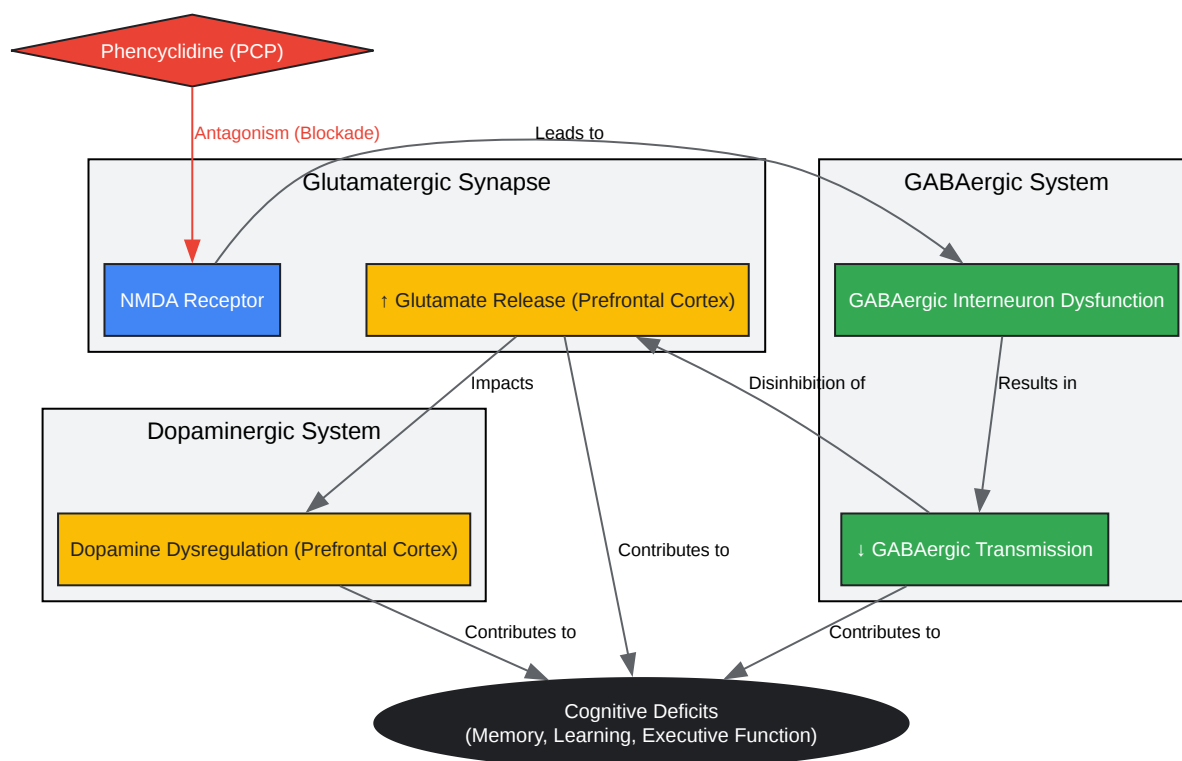 Phencyclidine (PCP)
Antagonism (Blockade)
Leads to
Glutamatergic Synapse
GABAergic System
NMDA Receptor
↑ Glutamate Release (Prefrontal Cortex)
GABAergic Interneuron Dysfunction
Impacts
Disinhibition of
Results in
Dopaminergic System
Dopamine Dysregulation (Prefrontal Cortex)
↓ GABAergic Transmission
Contributes to
Contributes to
Contributes to
Cognitive Deficits
(Memory, Learning, Executive Function)